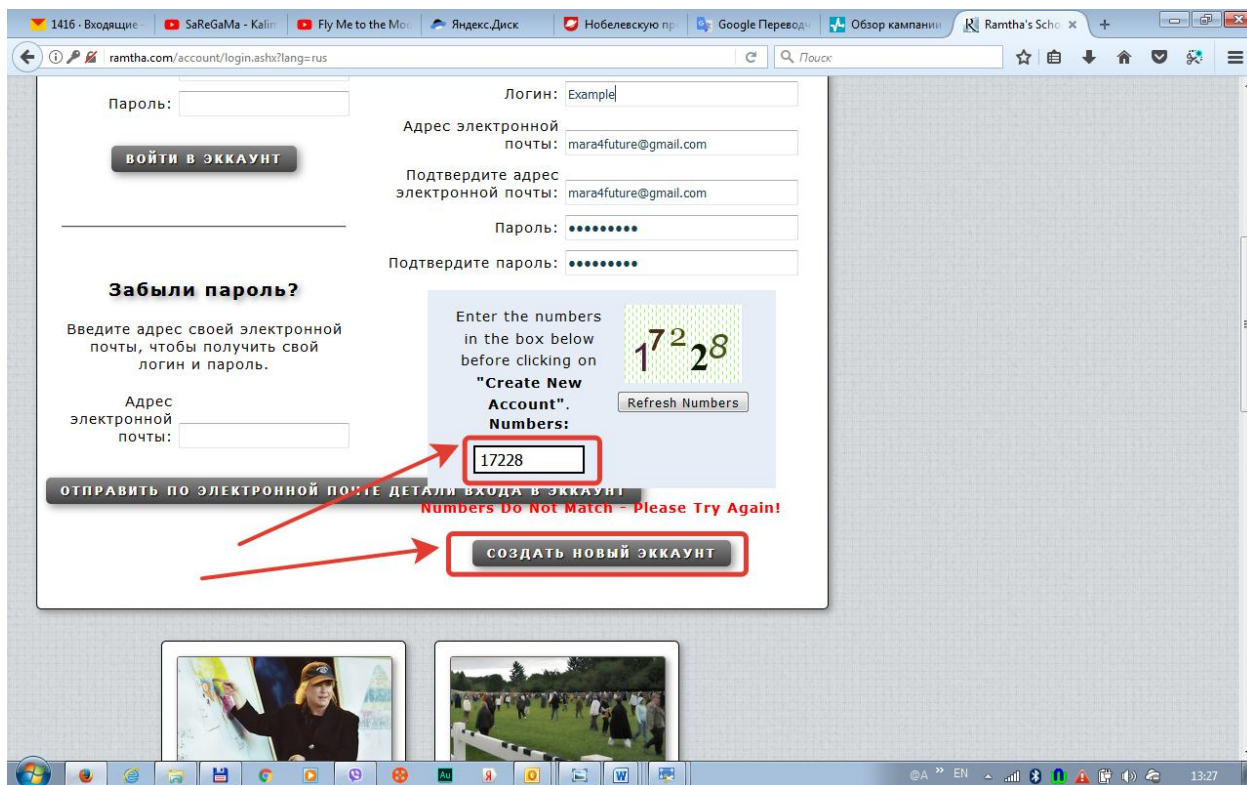 1416 · Входящие -
SaReGaMa - Kalim
Fly Me to the Moo
Яндекс.Диск
Нобелевскую пр
Google Переводч
Обзор кампании
Ramtha's Scho
ramtha.com/account/login.ashx?lang=rus
Поиск
Пароль:
ВОЙТИ В ЭККАУНТ
Забыли пароль?
Введите адрес своей электронной
почты, чтобы получить свой
логин и пароль.
Адрес
электронной
почты:
ОТПРАВИТЬ ПО ЭЛЕКТРОННОЙ ПОЧТЕ ДЕТАЛИ ВХОДА В ЭККАУНТ
Логин: Example
Адрес электронной
почты: mara4future@gmail.com
Подтвердите адрес
электронной почты: mara4future@gmail.com
Пароль: •••••••••
Подтвердите пароль: •••••••••
Enter the numbers
in the box below
before clicking on
"Create New
Account".
Numbers:
17228
17228
Refresh Numbers
Numbers Do Not Match - Please Try Again!
СОЗДАТЬ НОВЫЙ ЭККАУНТ
@A » EN
13:27